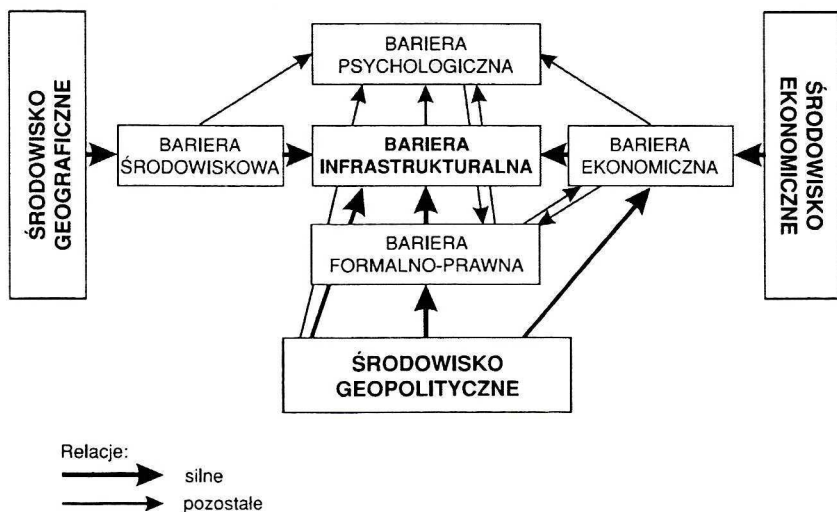 ŚRODOWISKO
GEOGRAFICZNE
BARIERA
PSYCHOLOGICZNA
BARIERA
ŚRODOWISKOWA
BARIERA
INFRASTRUKTURALNA
BARIERA
EKONOMICZNA
BARIERA
FORMALNO-PRAWNA
ŚRODOWISKO
GEOPOLITYCZNE
ŚRODOWISKO
EKONOMICZNE
Relacje:
silne
pozostałe